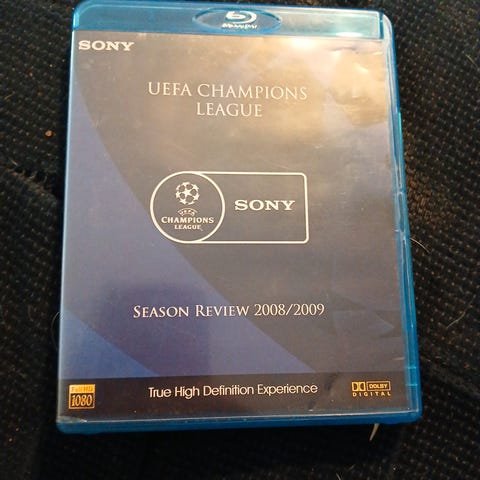 Blu-ray Disc
SONY
UEFA CHAMPIONS
LEAGUE
UEFA
CHAMPIONS
LEAGUE
SONY
SEASON REVIEW 2008/2009
Full HD
1080
True High Definition Experience
DOLBY
DIGITAL